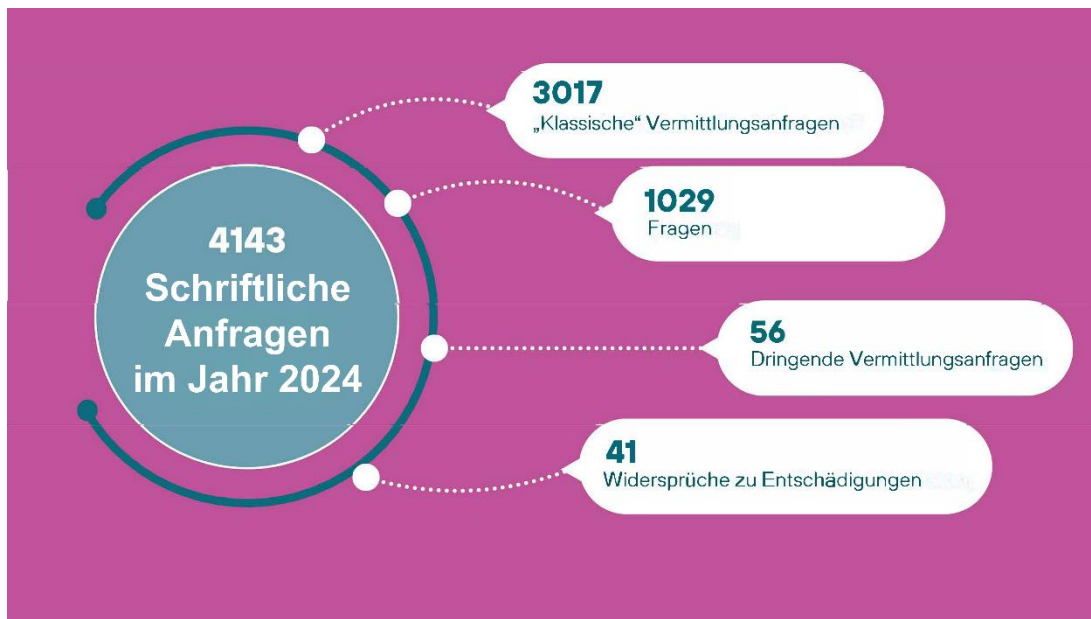 4143
Schriftliche
Anfragen
im Jahr 2024
3017
„Klassische“ Vermittlungsanfragen
1029
Fragen
56
Dringende Vermittlungsanfragen
41
Widersprüche zu Entschädigungen